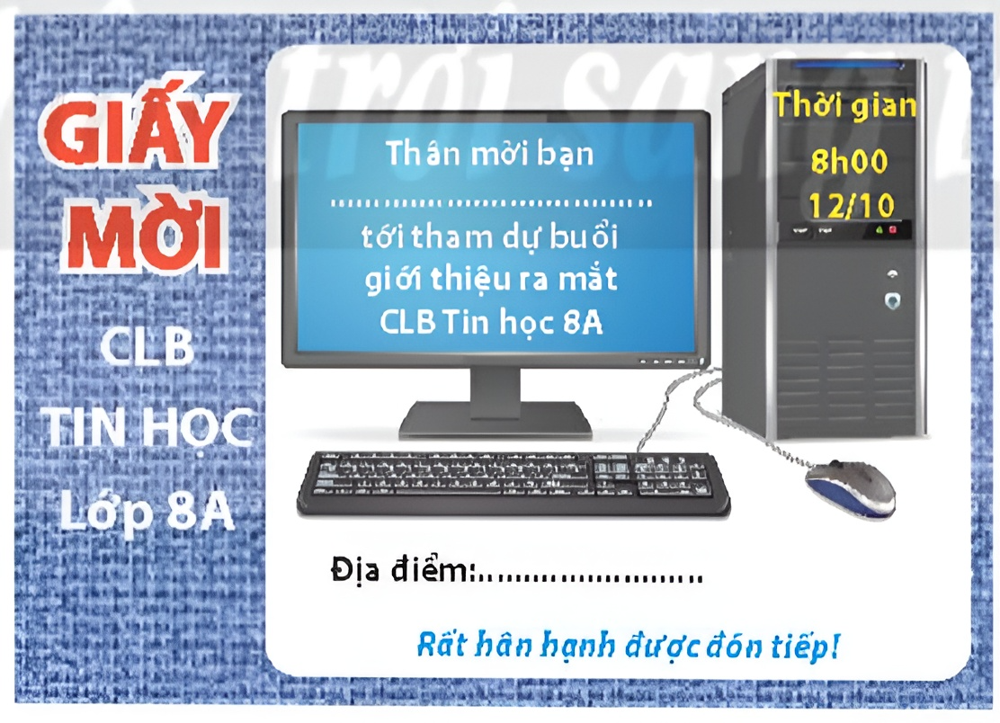 GIẤY
MỜI
CLB
TIN HỌC
Lớp 8A
Thân mời bạn
........................................
tới tham dự buổi
giới thiệu ra mắt
CLB Tin học 8A
Thời gian
8h00
12/10
Địa điểm:........................
Rất hân hạnh được đón tiếp!